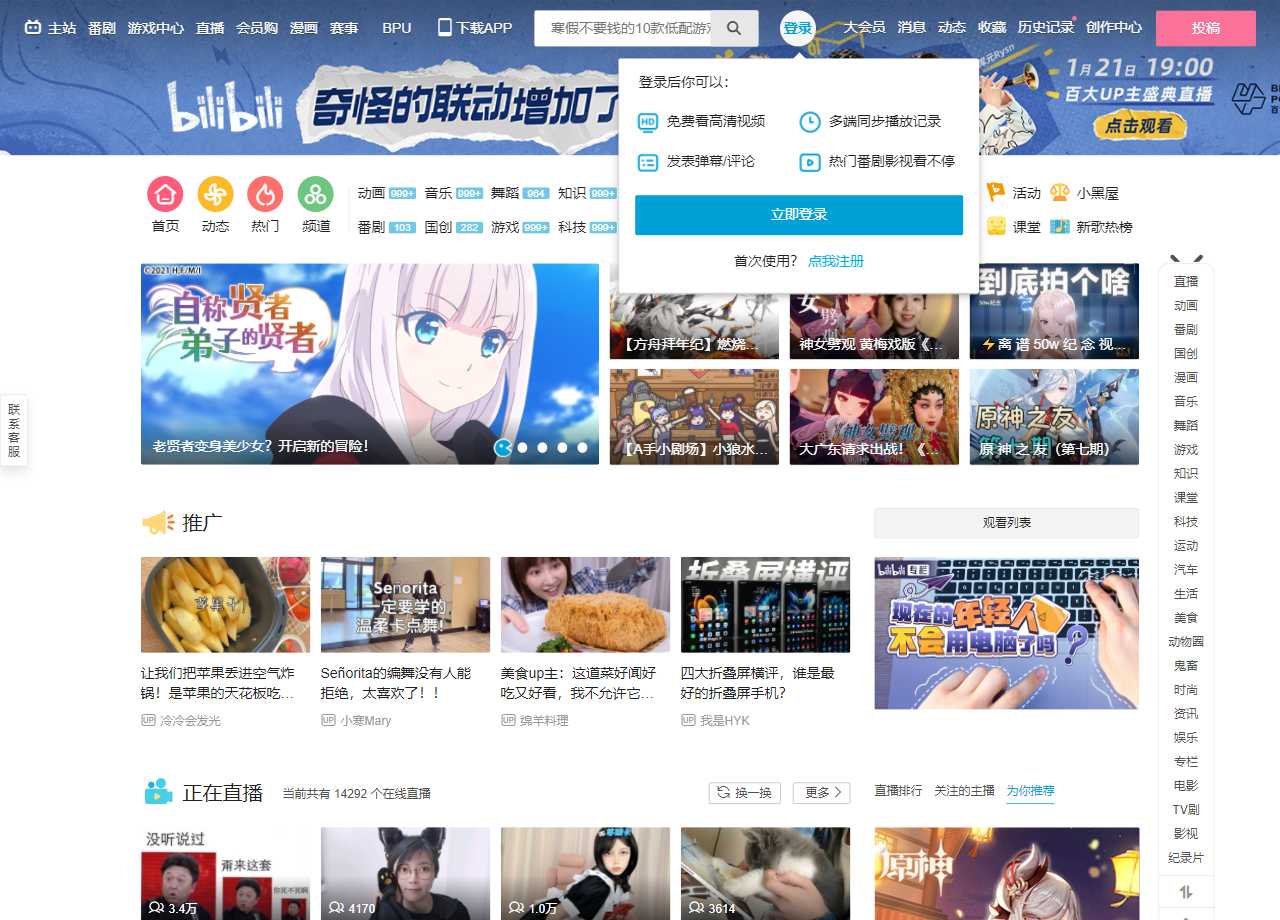 主站 番剧 游戏中心 直播 会员购 漫画 赛事 BPU 下载APP
寒假不要钱的10款低配游戏
登录
大会员 消息 动态 收藏 历史记录 创作中心 投稿
bilibili
奇怪的联动增加了
1月21日 19:00
百大UP主盛典直播
点击观看
登录后你可以：
HD 免费看高清视频
多端同步播放记录
发表弹幕/评论
热门番剧影视看不停
立即登录
首次使用？ 点我注册
首页 动态 热门 频道
动画 999+ 音乐 999+ 舞蹈 964 知识 999+
番剧 103 国创 282 游戏 999+ 科技 999+
活动 小黑屋
课堂 新歌热榜
©2021 H,F/M/I
自称贤者
弟子的贤者
老贤者变身美少女？开启新的冒险！
【方舟拜年纪】燃烧...
神女劈观 黄梅戏版《...
到底拍个啥
50w纪念
⚡离 谱 50w 纪 念 视...
【A手小剧场】小狼水...
《神女劈观》
大广东请求出战！《...
原神之友
第七期
原 神 之 友（第七期）
联系客服
直播
动画
番剧
国创
漫画
音乐
舞蹈
游戏
知识
课堂
科技
运动
汽车
生活
美食
动物圈
鬼畜
时尚
资讯
娱乐
专栏
电影
TV剧
影视
纪录片
推广
观看列表
苹果干！
Señorita
一定要学的
温柔卡点舞！
折叠屏横评
bilibili 专栏
现在的年轻人
不会用电脑了吗？
让我们把苹果丢进空气炸
锅！是苹果的天花板吃...
UP 冷冷会发光
Señorita的编舞没有人能
拒绝，太喜欢了！！
UP 小寒Mary
美食up主：这道菜好闻好
吃又好看，我不允许它...
UP 绵羊料理
四大折叠屏横评，谁是最
好的折叠屏手机？
UP 我是HYK
正在直播
当前共有 14292 个在线直播
换一换
更多
直播排行 关注的主播 为你推荐
没听说过
甭来这套
你死不死啊
3.4万
4170
1.0万
3614
原神